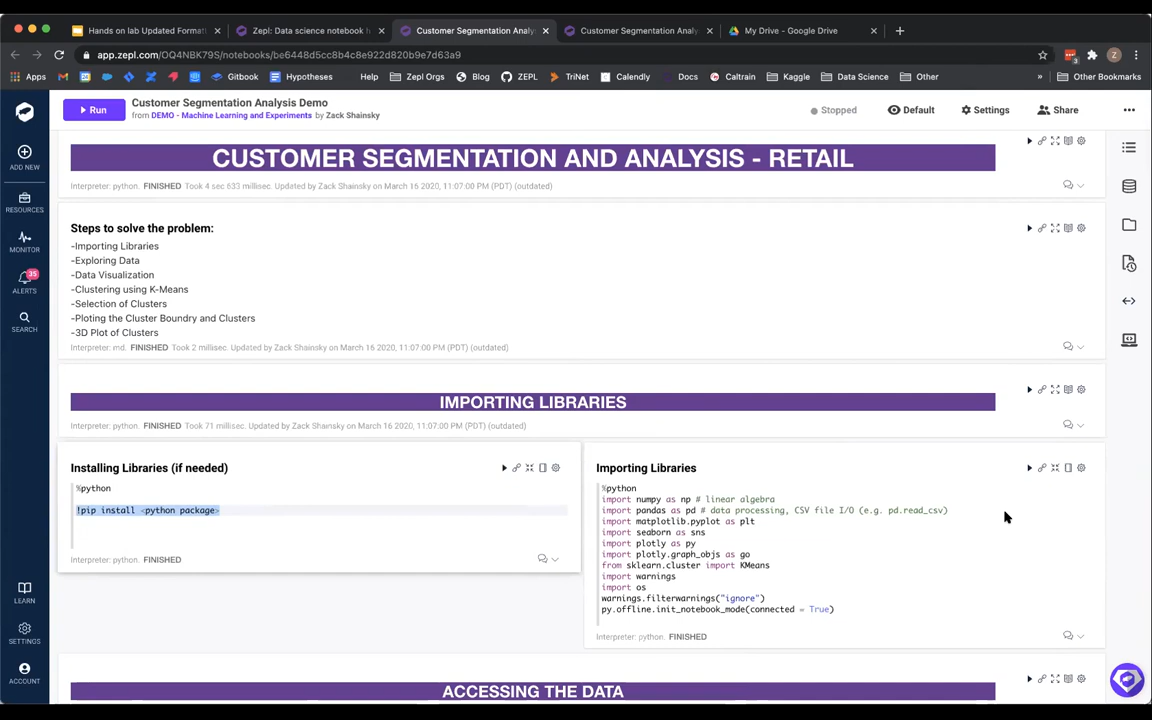 Hands on lab Updated Formatt
Zepl: Data science notebook
Customer Segmentation Analy
Customer Segmentation Analy
My Drive - Google Drive
app.zepl.com/OQ4NBK79S/notebooks/be6448d5cc8b4c8e922d820b9e7d63a9
Z
Apps
Gitbook
Hypotheses
Help
Zepl Orgs
Blog
ZEPL
TriNet
Calendly
Docs
Caltrain
Kaggle
Data Science
Other
»
Other Bookmarks
Run
Customer Segmentation Analysis Demo
from DEMO - Machine Learning and Experiments by Zack Shainsky
Stopped
Default
Settings
Share
ADD NEW
RESOURCES
MONITOR
35
ALERTS
SEARCH
LEARN
SETTINGS
ACCOUNT
CUSTOMER SEGMENTATION AND ANALYSIS - RETAIL
Interpreter: python. FINISHED Took 4 sec 633 millisec. Updated by Zack Shainsky on March 16 2020, 11:07:00 PM (PDT) (outdated)
Steps to solve the problem:
-Importing Libraries
-Exploring Data
-Data Visualization
-Clustering using K-Means
-Selection of Clusters
-Ploting the Cluster Boundry and Clusters
-3D Plot of Clusters
Interpreter: md. FINISHED Took 2 millisec. Updated by Zack Shainsky on March 16 2020, 11:07:00 PM (PDT) (outdated)
IMPORTING LIBRARIES
Interpreter: python. FINISHED Took 71 millisec. Updated by Zack Shainsky on March 16 2020, 11:07:00 PM (PDT) (outdated)
Installing Libraries (if needed)
%python
!pip install <python package>
Interpreter: python. FINISHED
Importing Libraries
%python
import numpy as np # linear algebra
import pandas as pd # data processing, CSV file I/O (e.g. pd.read_csv)
import matplotlib.pyplot as plt
import seaborn as sns
import plotly as py
import plotly.graph_objs as go
from sklearn.cluster import KMeans
import warnings
import os
warnings.filterwarnings("ignore")
py.offline.init_notebook_mode(connected = True)
Interpreter: python. FINISHED
ACCESSING THE DATA